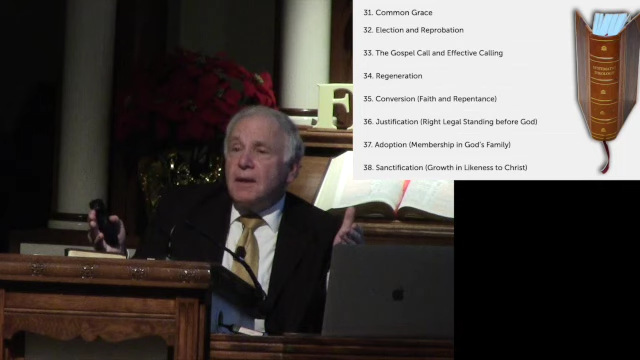 31. Common Grace
32. Election and Reprobation
33. The Gospel Call and Effective Calling
34. Regeneration
35. Conversion (Faith and Repentance)
36. Justification (Right Legal Standing before God)
37. Adoption (Membership in God's Family)
38. Sanctification (Growth in Likeness to Christ)
SYSTEMATIC
THEOLOGY
F